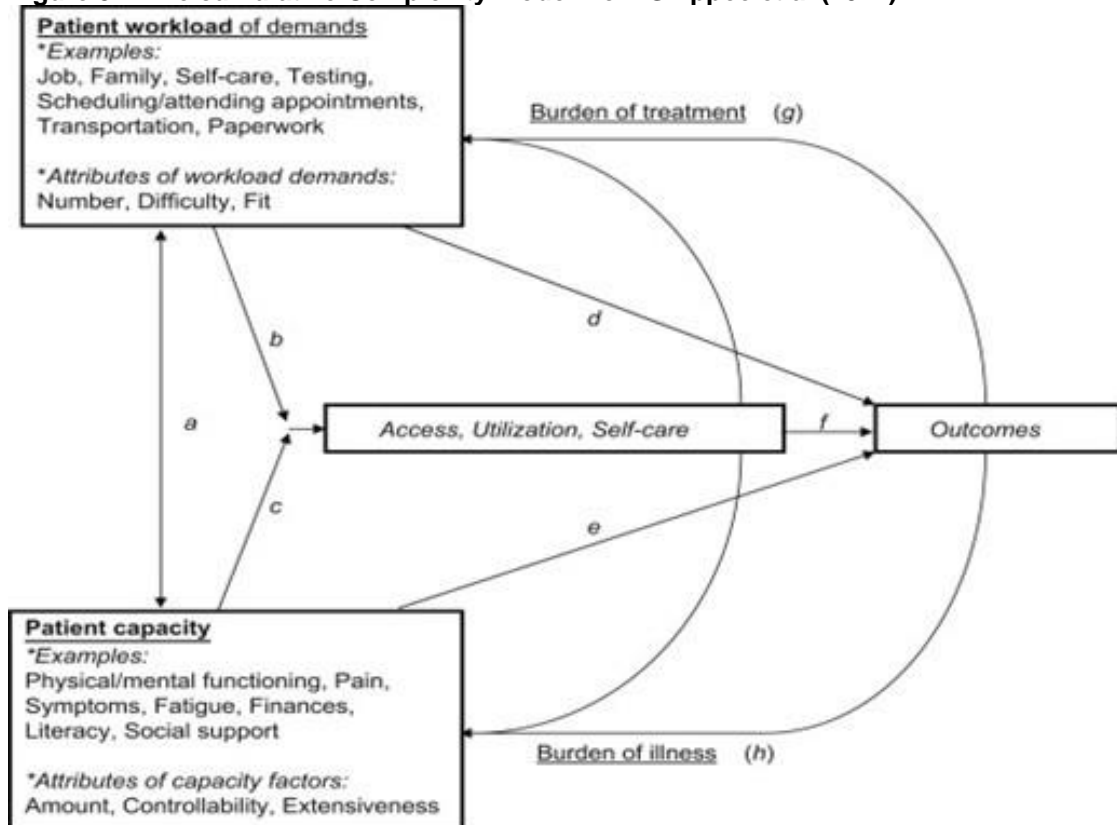 Patient workload of demands
*Examples:
Job, Family, Self-care, Testing,
Scheduling/attending appointments,
Transportation, Paperwork
*Attributes of workload demands:
Number, Difficulty, Fit
Burden of treatment (g)
a
b
c
d
Access, Utilization, Self-care
f
Outcomes
e
Patient capacity
*Examples:
Physical/mental functioning, Pain,
Symptoms, Fatigue, Finances,
Literacy, Social support
*Attributes of capacity factors:
Amount, Controllability, Extensiveness
Burden of illness (h)